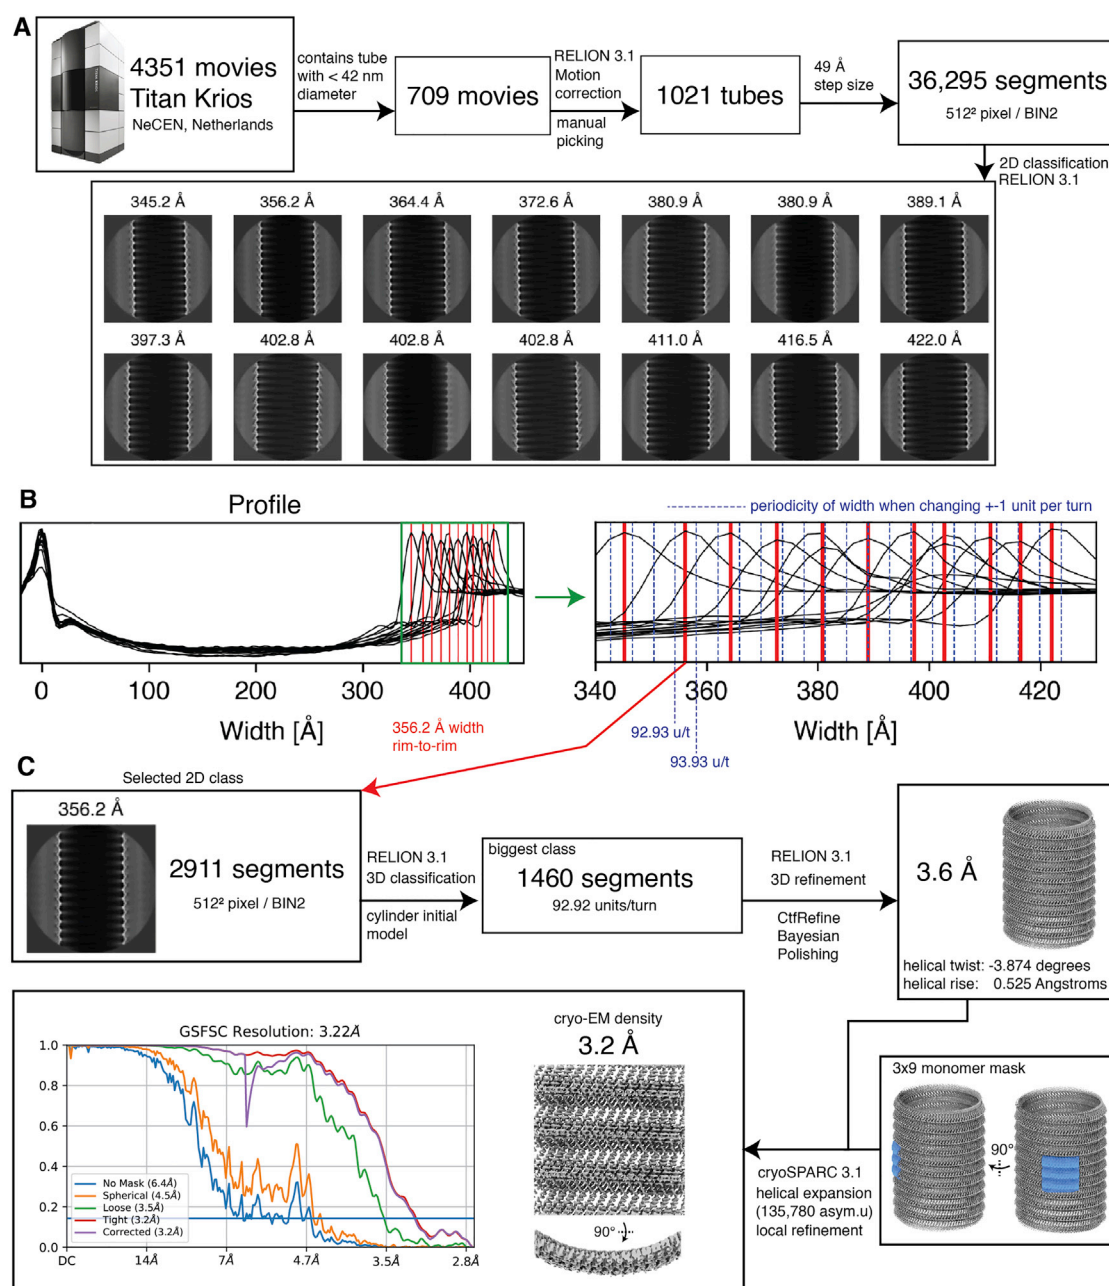 A
4351 movies
Titan Krios
NeCEN, Netherlands
contains tube
with < 42 nm
diameter
709 movies
RELION 3.1
Motion
correction
manual
picking
1021 tubes
49 Å
step size
36,295 segments
512² pixel / BIN2
2D classification
RELION 3.1
345.2 Å
356.2 Å
364.4 Å
372.6 Å
380.9 Å
380.9 Å
389.1 Å
397.3 Å
402.8 Å
402.8 Å
402.8 Å
411.0 Å
416.5 Å
422.0 Å
B
Profile
periodicity of width when changing +-1 unit per turn
0
100
200
300
400
Width [Å]
356.2 Å width
rim-to-rim
340
360
380
400
420
Width [Å]
92.93 u/t
93.93 u/t
C
Selected 2D class
356.2 Å
2911 segments
512² pixel / BIN2
RELION 3.1
3D classification
cylinder initial
model
biggest class
1460 segments
92.92 units/turn
RELION 3.1
3D refinement
CtfRefine
Bayesian
Polishing
3.6 Å
helical twist: -3.874 degrees
helical rise: 0.525 Angstroms
3x9 monomer mask
90°
cryoSPARC 3.1
helical expansion
(135,780 asym.u)
local refinement
cryo-EM density
3.2 Å
90°
GSFSC Resolution: 3.22Å
1.0
0.8
0.6
0.4
0.2
0.0
No Mask (6.4Å)
Spherical (4.5Å)
Loose (3.5Å)
Tight (3.2Å)
Corrected (3.2Å)
DC
14Å
7Å
4.7Å
3.5Å
2.8Å